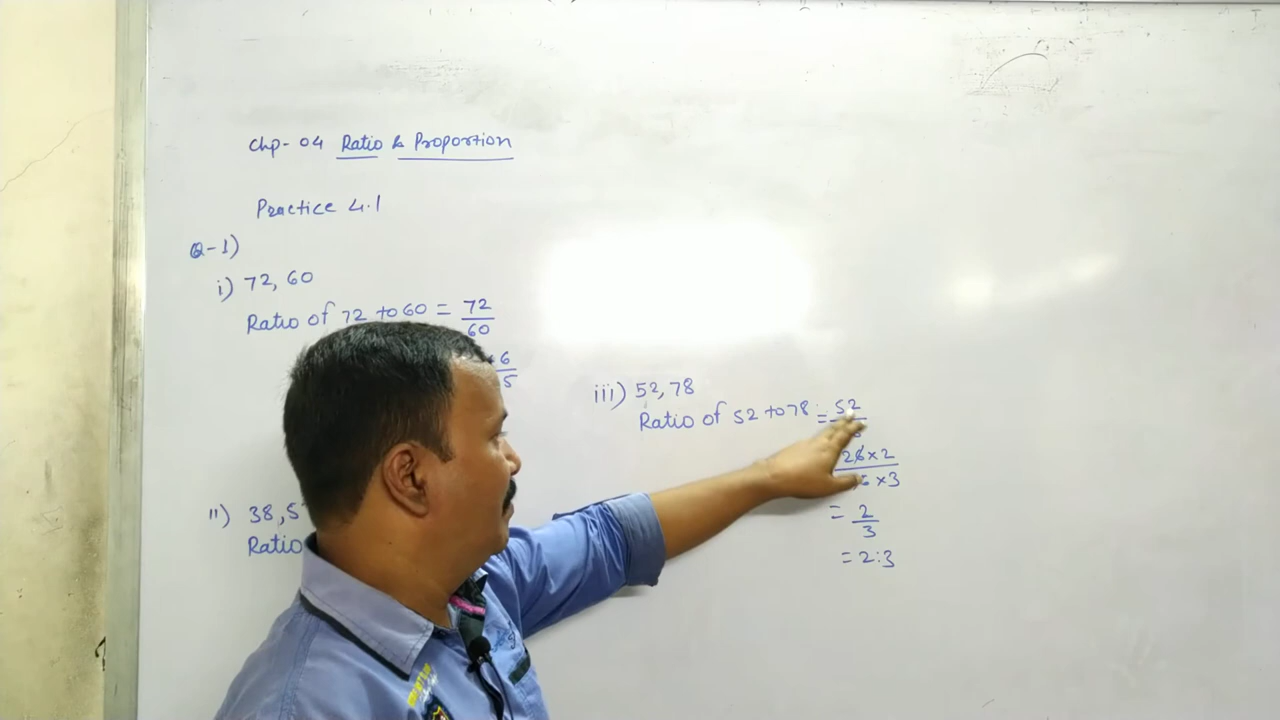 Chp- 04 Ratio & Proportion
Practice 4.1
Q-1)
i) 72, 60
Ratio of 72 to 60 = 72
60
6
5
ii) 38, 5
Ratio
iii) 52, 78
Ratio of 52 to 78 = 52
26 × 2
× 3
= 2
3
= 2:3